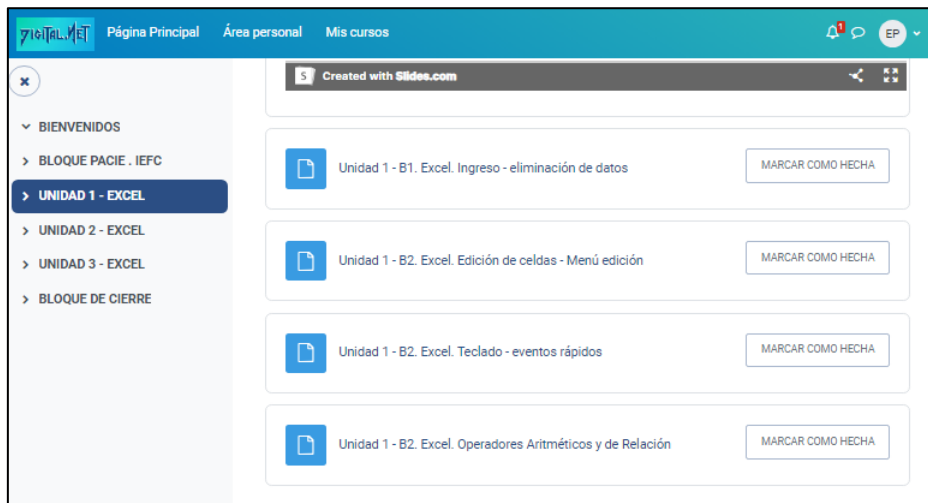 DIGITAL.NET Página Principal Área personal Mis cursos 1 EP
S Created with Slides.com
BIENVENIDOS
BLOQUE PACIE . IEFC
UNIDAD 1 - EXCEL
UNIDAD 2 - EXCEL
UNIDAD 3 - EXCEL
BLOQUE DE CIERRE
Unidad 1 - B1. Excel. Ingreso - eliminación de datos MARCAR COMO HECHA
Unidad 1 - B2. Excel. Edición de celdas - Menú edición MARCAR COMO HECHA
Unidad 1 - B2. Excel. Teclado - eventos rápidos MARCAR COMO HECHA
Unidad 1 - B2. Excel. Operadores Aritméticos y de Relación MARCAR COMO HECHA